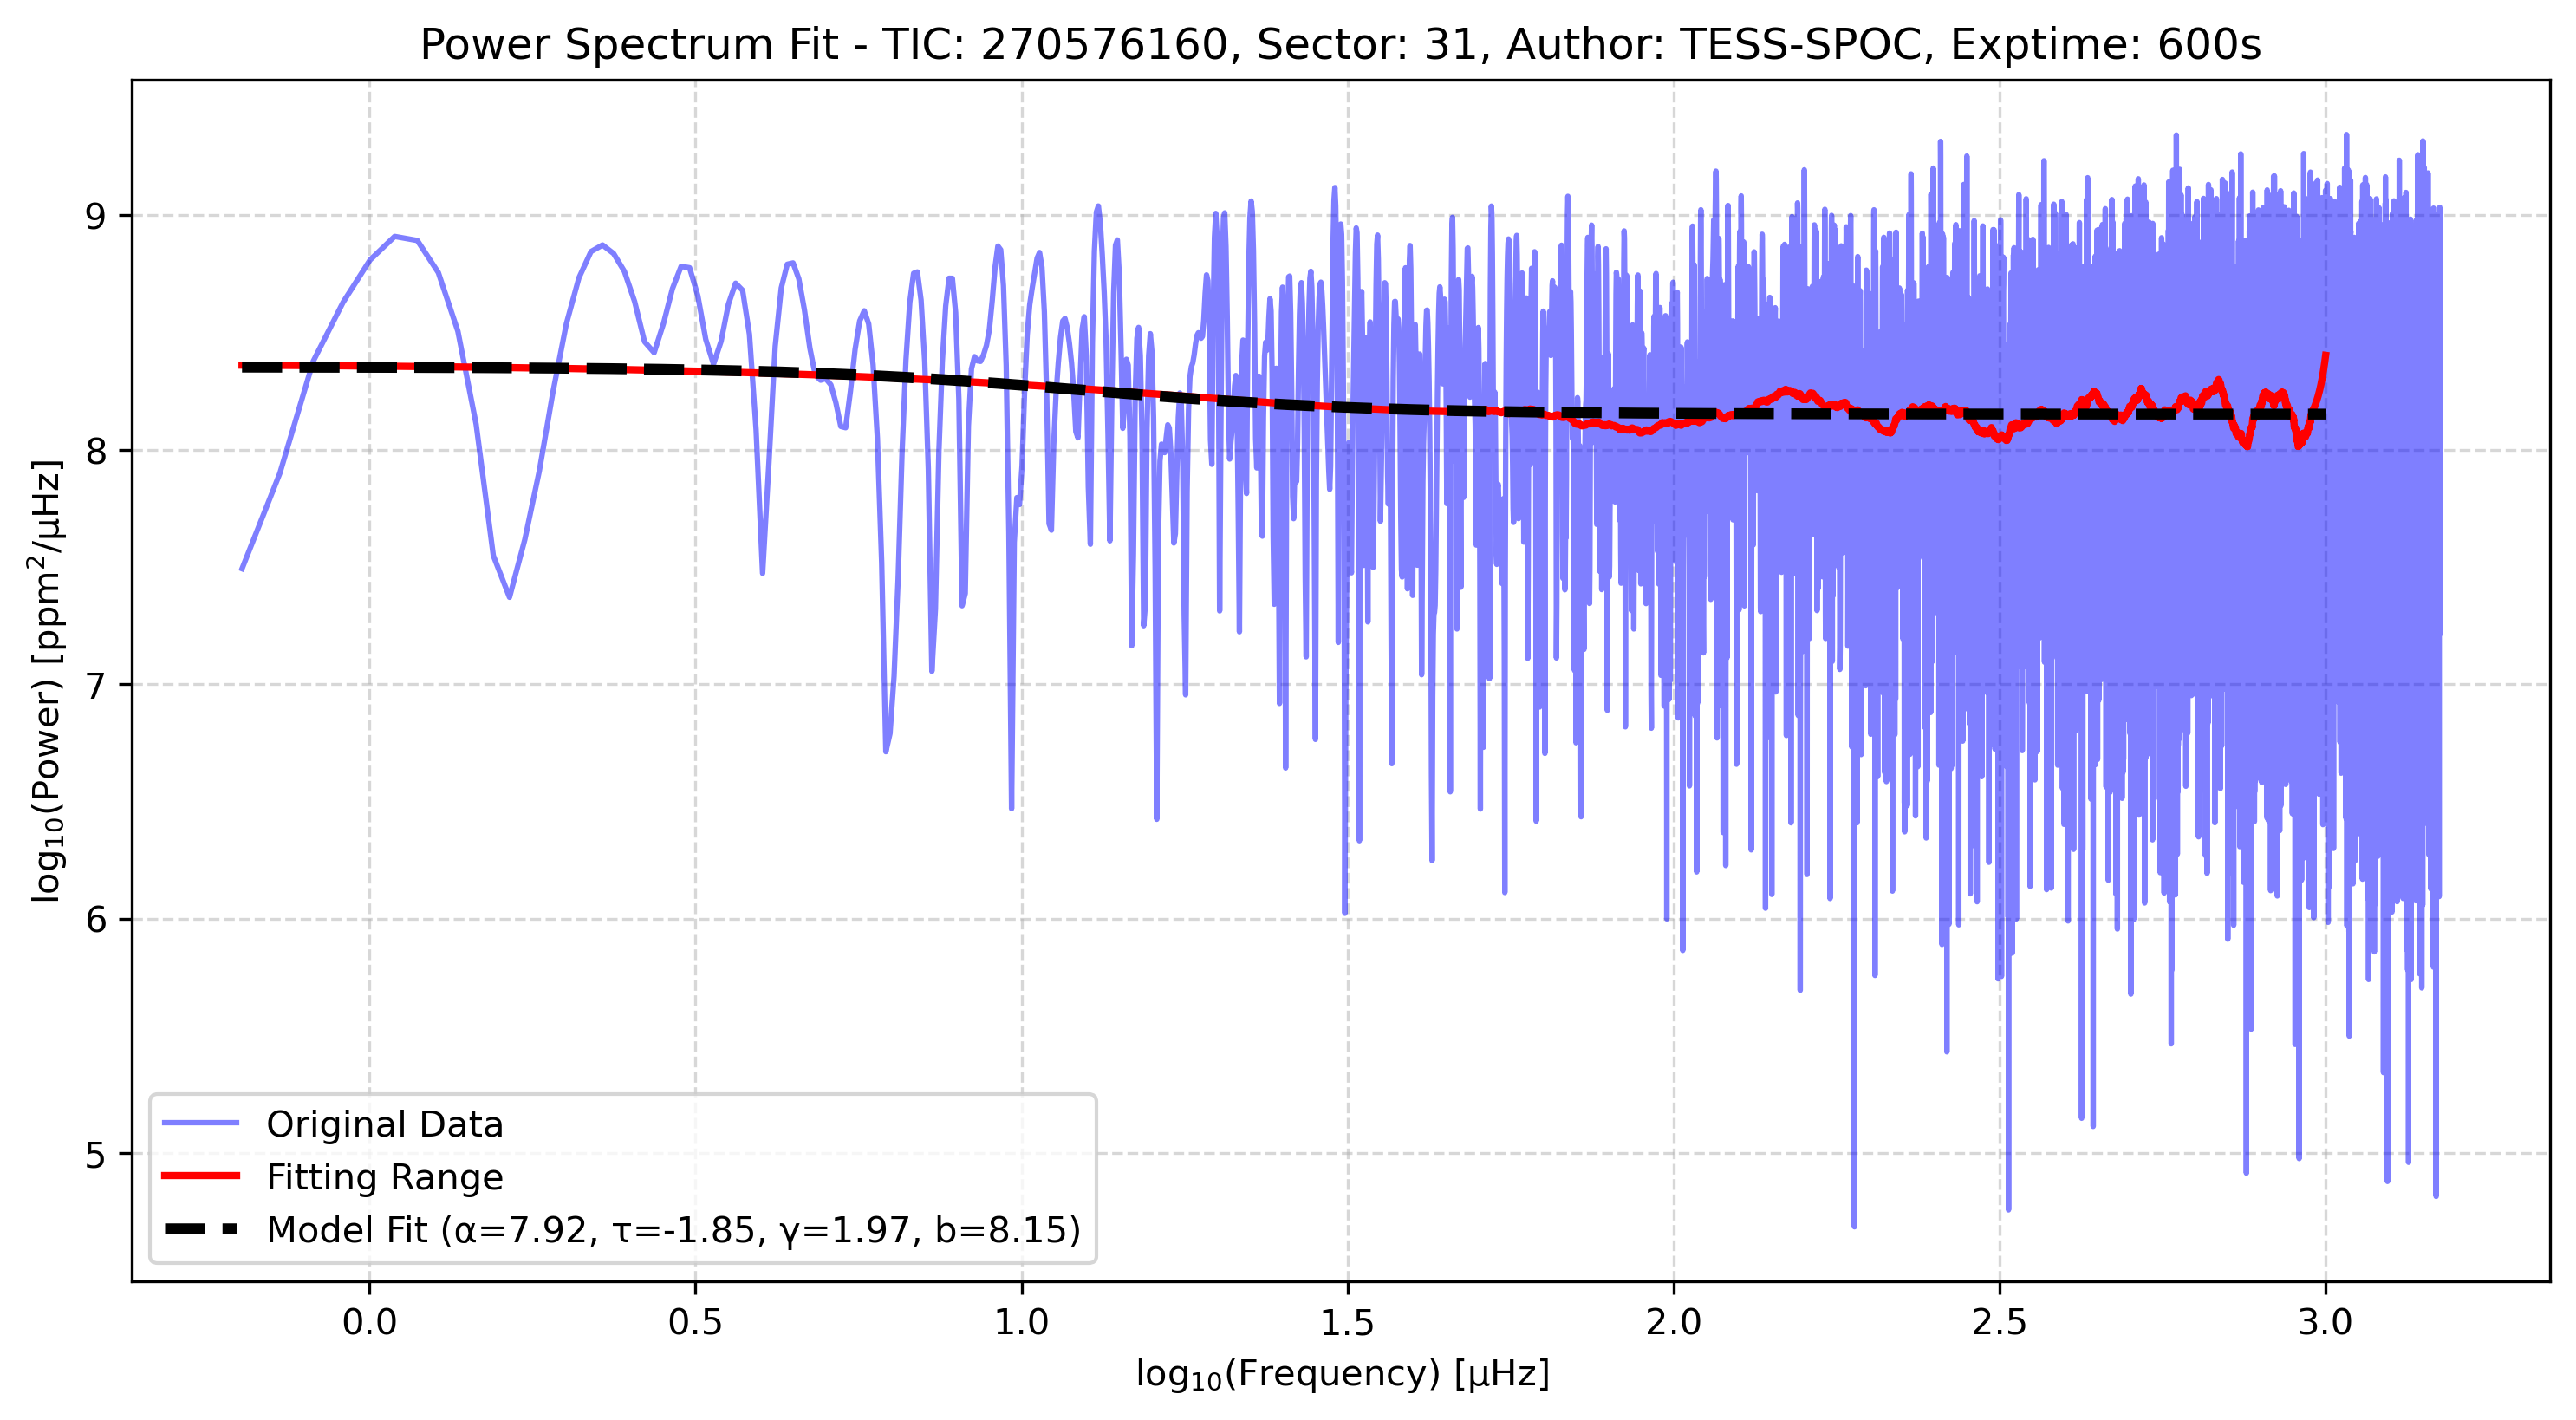 Power Spectrum Fit - TIC: 270576160, Sector: 31, Author: TESS-SPOC, Exptime: 600s
log₁₀(Power) [ppm²/μHz]
9
8
7
6
5
Original Data
Fitting Range
Model Fit (α=7.92, τ=-1.85, γ=1.97, b=8.15)
0.0 0.5 1.0 1.5 2.0 2.5 3.0
log₁₀(Frequency) [μHz]